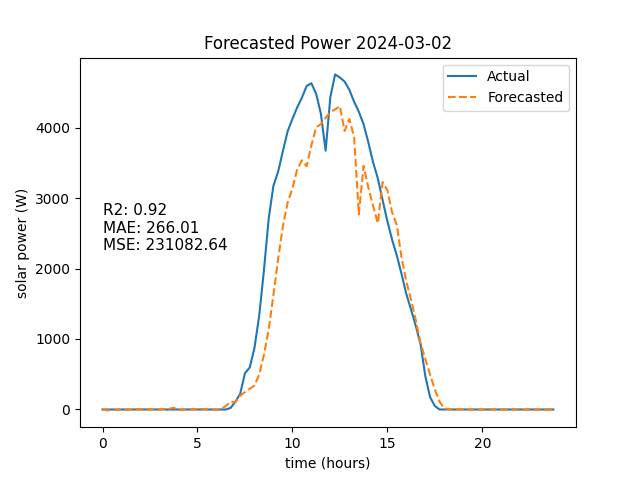 Forecasted Power 2024-03-02
Actual
Forecasted
R2: 0.92
MAE: 266.01
MSE: 231082.64
solar power (W)
4000
3000
2000
1000
0
0 5 10 15 20
time (hours)